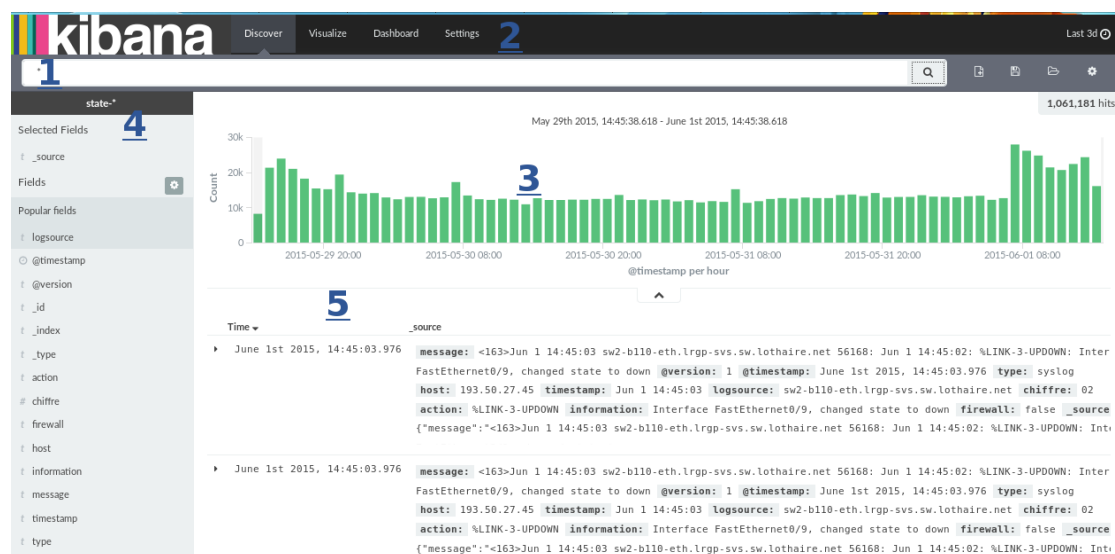 kibana Discover Visualize Dashboard Settings 2 Last 3d
1 *
state-* 1,061,181 hits
4
Selected Fields
t _source
Fields
Popular fields
t logsource
@timestamp
t @version
t _id
t _index
t _type
t action
# chiffre
t firewall
t host
t information
t message
t timestamp
t type
May 29th 2015, 14:45:38.618 - June 1st 2015, 14:45:38.618
Count
30k
20k
10k
0
3
2015-05-29 20:00 2015-05-30 08:00 2015-05-30 20:00 2015-05-31 08:00 2015-05-31 20:00 2015-06-01 08:00
@timestamp per hour
5
Time _source
June 1st 2015, 14:45:03.976 message: <163>Jun 1 14:45:03 sw2-b110-eth.lrgp-svs.sw.lothaire.net 56168: Jun 1 14:45:02: %LINK-3-UPDOWN: Inter
FastEthernet0/9, changed state to down @version: 1 @timestamp: June 1st 2015, 14:45:03.976 type: syslog
host: 193.50.27.45 timestamp: Jun 1 14:45:03 logsource: sw2-b110-eth.lrgp-svs.sw.lothaire.net chiffre: 02
action: %LINK-3-UPDOWN information: Interface FastEthernet0/9, changed state to down firewall: false _source
{"message":"<163>Jun 1 14:45:03 sw2-b110-eth.lrgp-svs.sw.lothaire.net 56168: Jun 1 14:45:02: %LINK-3-UPDOWN: Inte
June 1st 2015, 14:45:03.976 message: <163>Jun 1 14:45:03 sw2-b110-eth.lrgp-svs.sw.lothaire.net 56168: Jun 1 14:45:02: %LINK-3-UPDOWN: Inter
FastEthernet0/9, changed state to down @version: 1 @timestamp: June 1st 2015, 14:45:03.976 type: syslog
host: 193.50.27.45 timestamp: Jun 1 14:45:03 logsource: sw2-b110-eth.lrgp-svs.sw.lothaire.net chiffre: 02
action: %LINK-3-UPDOWN information: Interface FastEthernet0/9, changed state to down firewall: false _source
{"message":"<163>Jun 1 14:45:03 sw2-b110-eth.lrgp-svs.sw.lothaire.net 56168: Jun 1 14:45:02: %LINK-3-UPDOWN: Inte